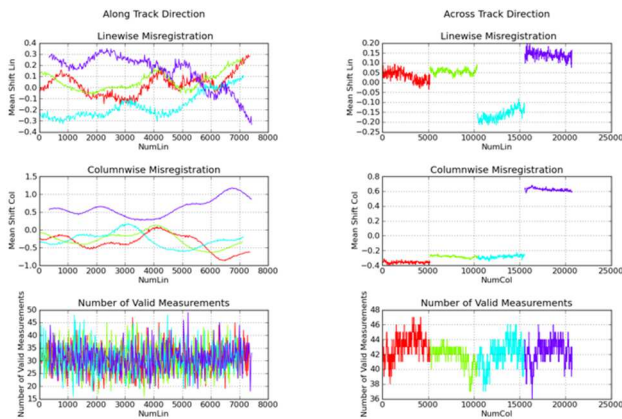 Along Track Direction
Linewise Misregistration
Mean Shift Lin
0.4
0.3
0.2
0.1
0.0
−0.1
−0.2
−0.3
−0.4
0 1000 2000 3000 4000 5000 6000 7000 8000
NumLin
Columnwise Misregistration
Mean Shift Col
1.5
1.0
0.5
0.0
−0.5
−1.0
0 1000 2000 3000 4000 5000 6000 7000 8000
NumLin
Number of Valid Measurements
Number of Valid Measurements
50
45
40
35
30
25
20
15
0 1000 2000 3000 4000 5000 6000 7000 8000
NumLin
Across Track Direction
Linewise Misregistration
Mean Shift Lin
0.20
0.15
0.10
0.05
0.00
−0.05
−0.10
−0.15
−0.20
−0.25
0 5000 10000 15000 20000 25000
NumLin
Columnwise Misregistration
Mean Shift Col
0.8
0.6
0.4
0.2
0.0
−0.2
−0.4
0 5000 10000 15000 20000 25000
NumCol
Number of Valid Measurements
Number of Valid Measurements
48
46
44
42
40
38
36
0 5000 10000 15000 20000 25000
NumCol